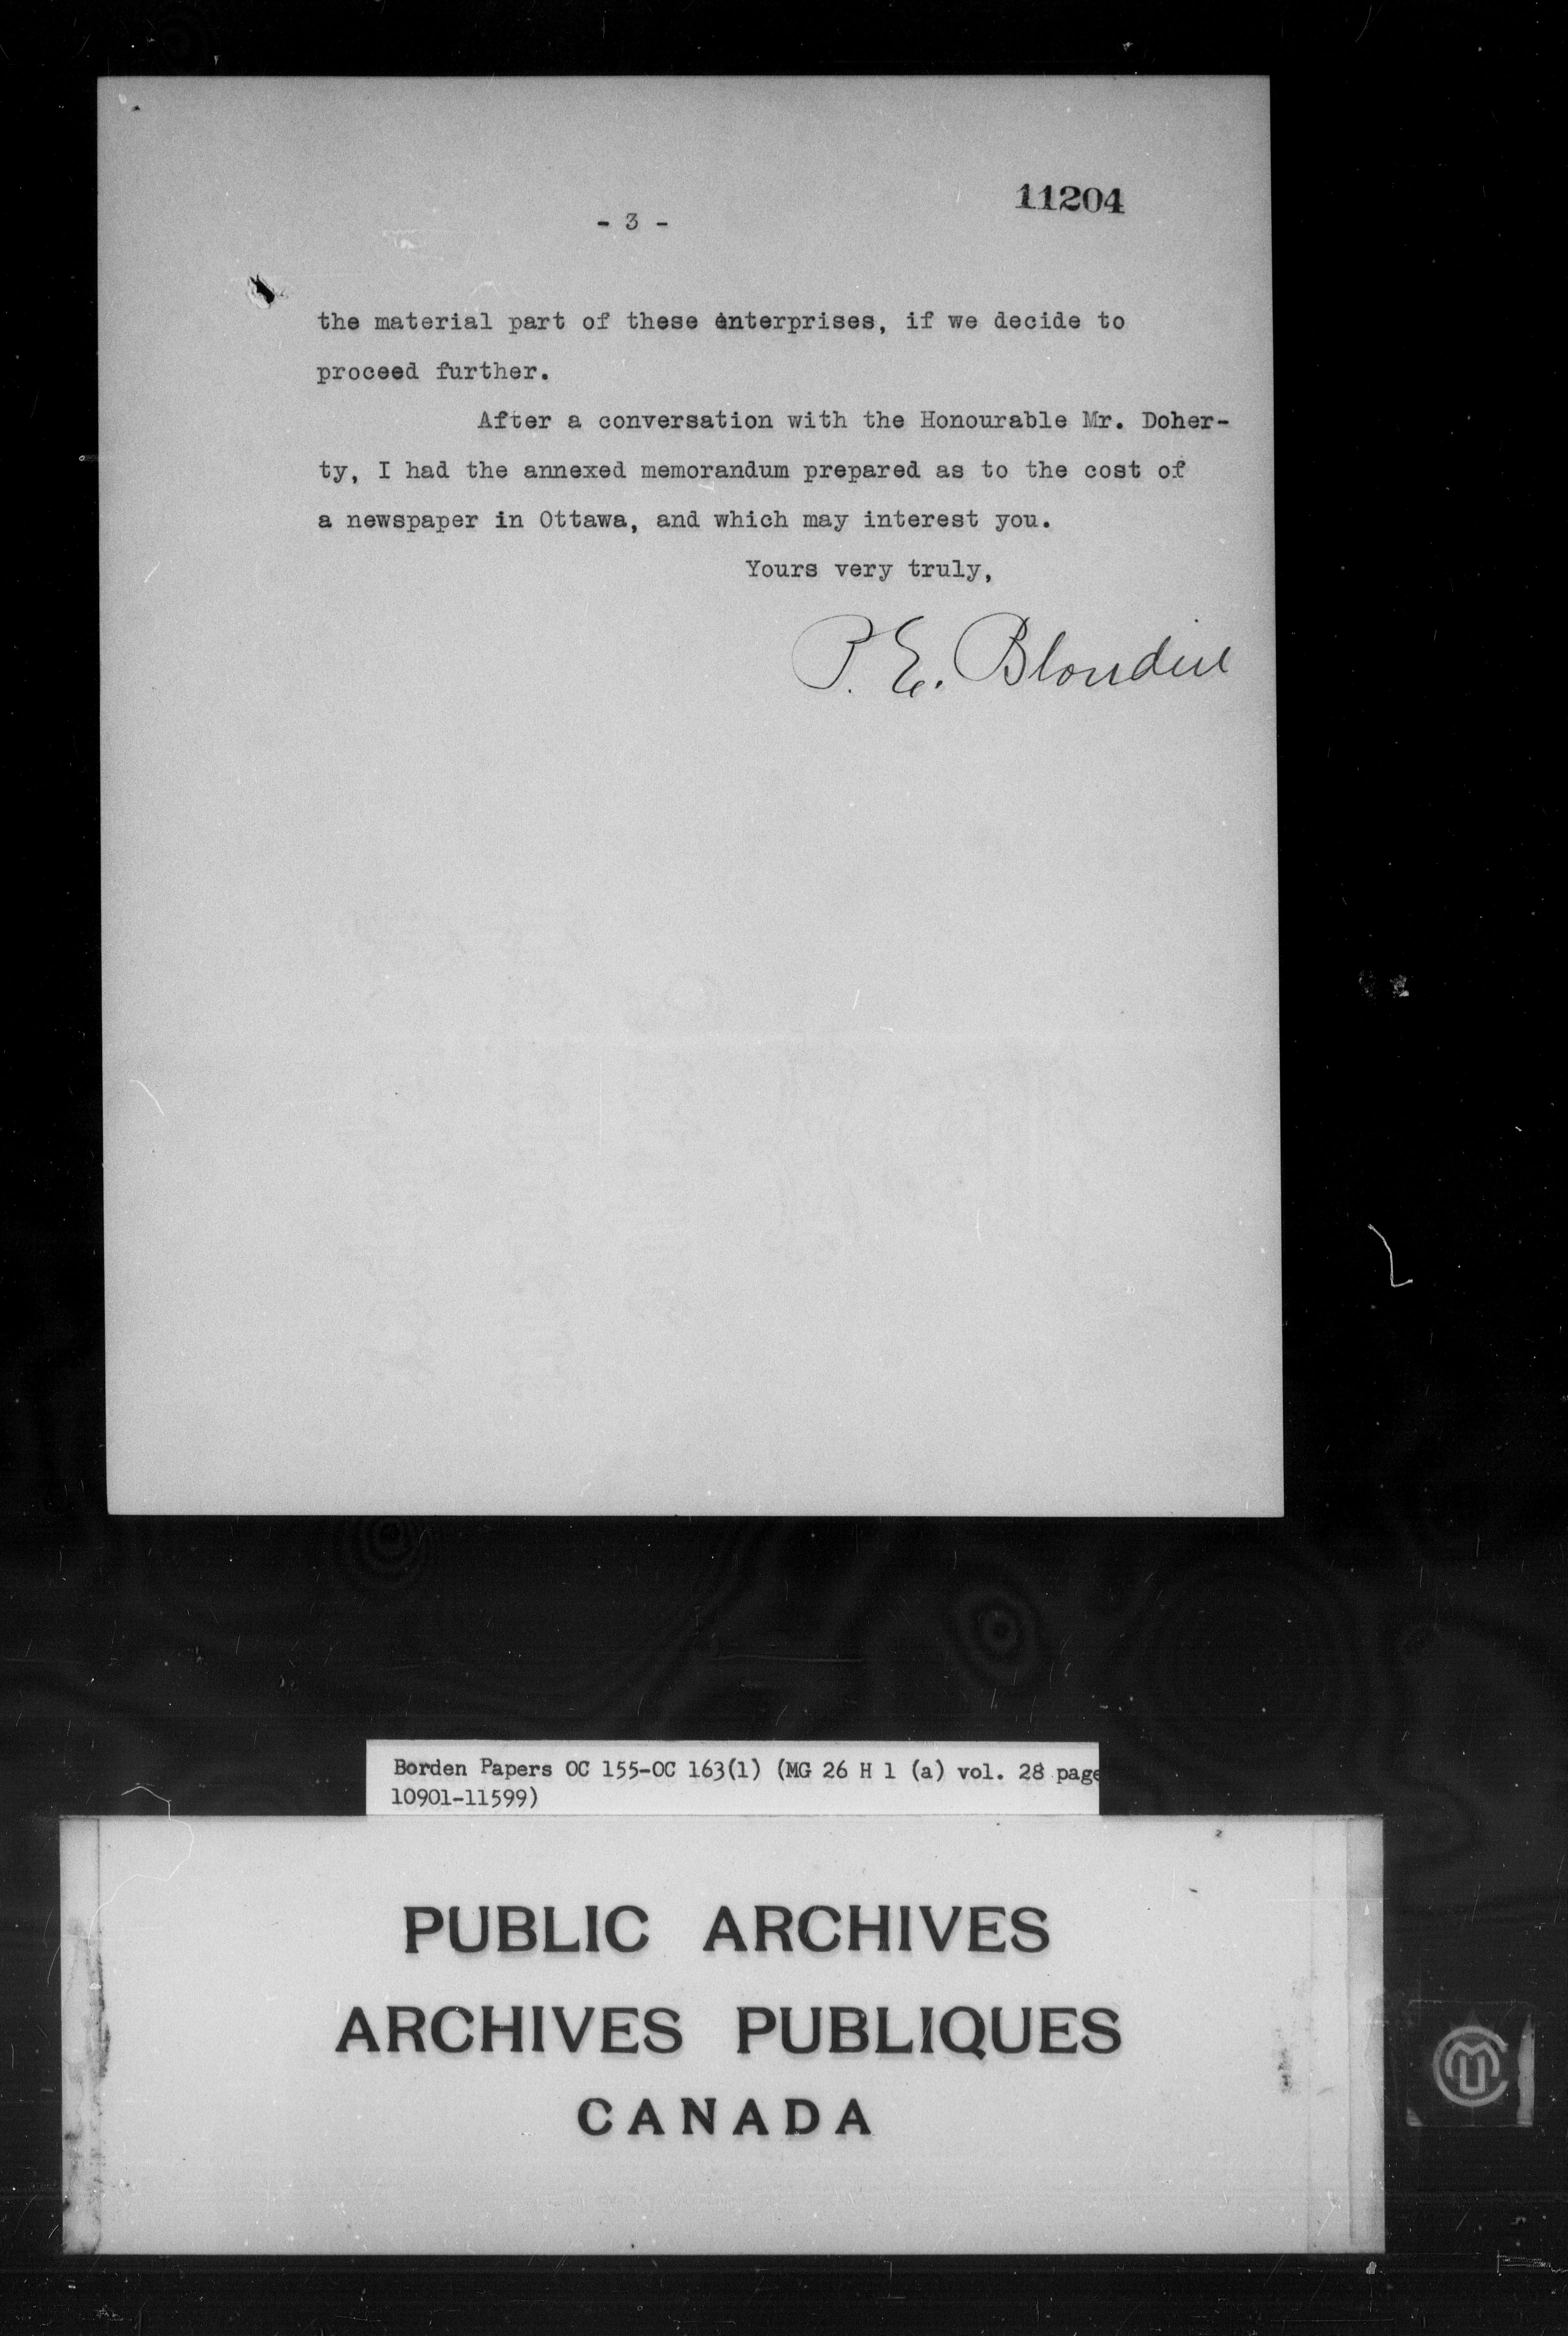 11204
- 3 -
the material part of these enterprises, if we decide to
proceed further.
After a conversation with the Honourable Mr. Doher-
ty, I had the annexed memorandum prepared as to the cost of
a newspaper in Ottawa, and which may interest you.
Yours very truly,
P. E. Blondin
Borden Papers OC 155-OC 163(1) (MG 26 H 1 (a) vol. 28 page
10901-11599)
PUBLIC ARCHIVES
ARCHIVES PUBLIQUES
CANADA